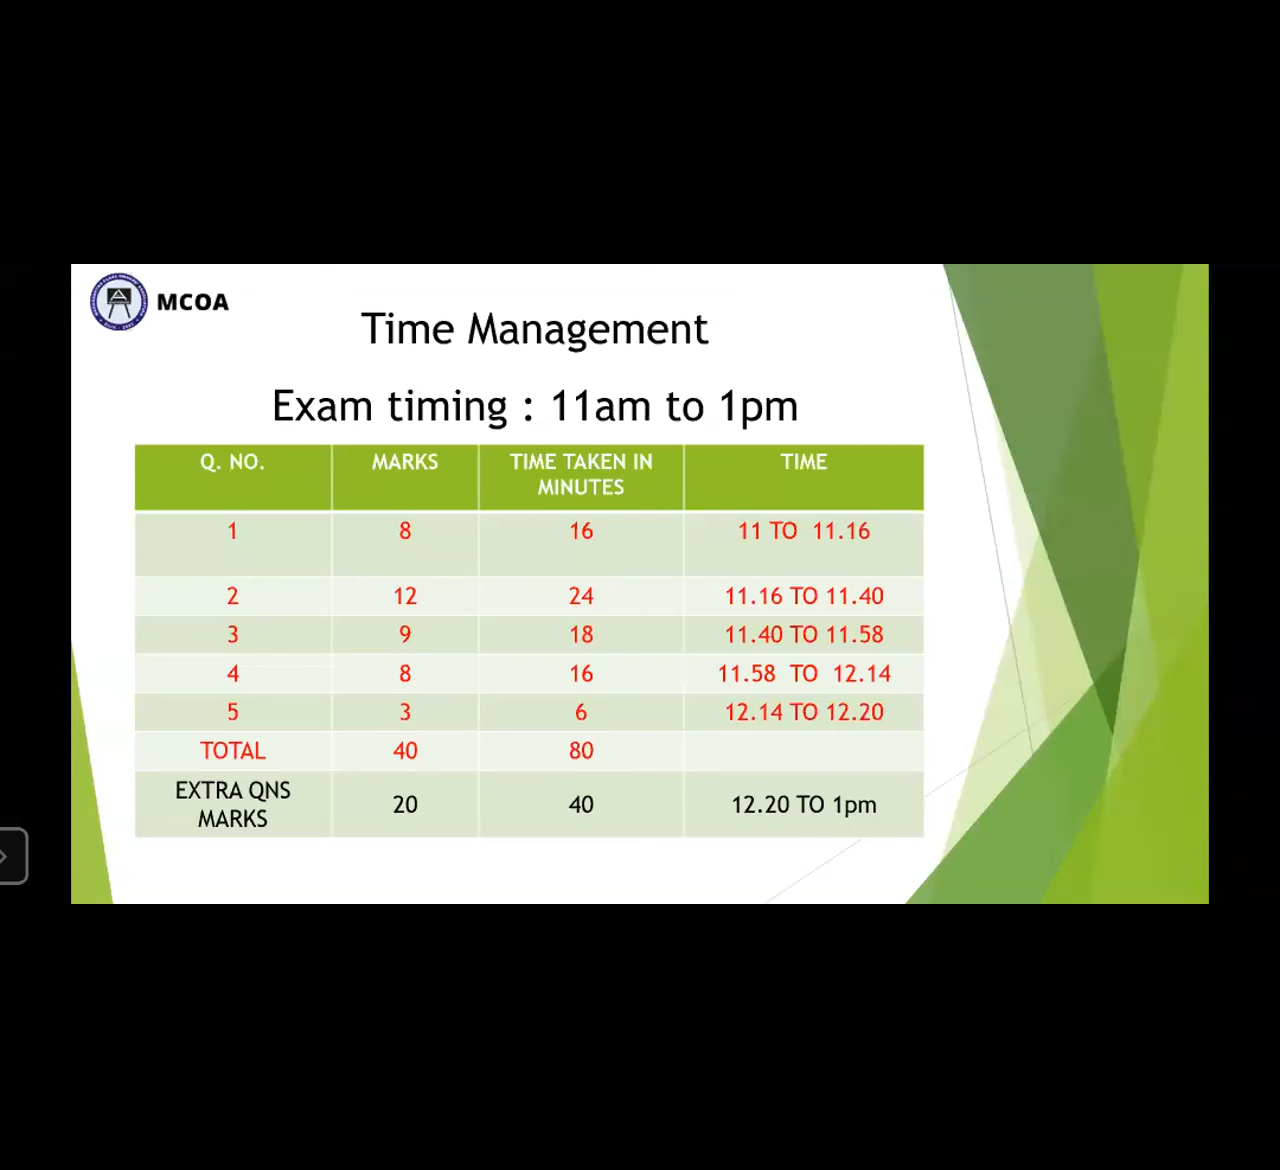 MCOA
Time Management
Exam timing : 11am to 1pm
Q. NO. MARKS TIME TAKEN IN MINUTES TIME
1 8 16 11 TO 11.16
2 12 24 11.16 TO 11.40
3 9 18 11.40 TO 11.58
4 8 16 11.58 TO 12.14
5 3 6 12.14 TO 12.20
TOTAL 40 80
EXTRA QNS MARKS 20 40 12.20 TO 1pm